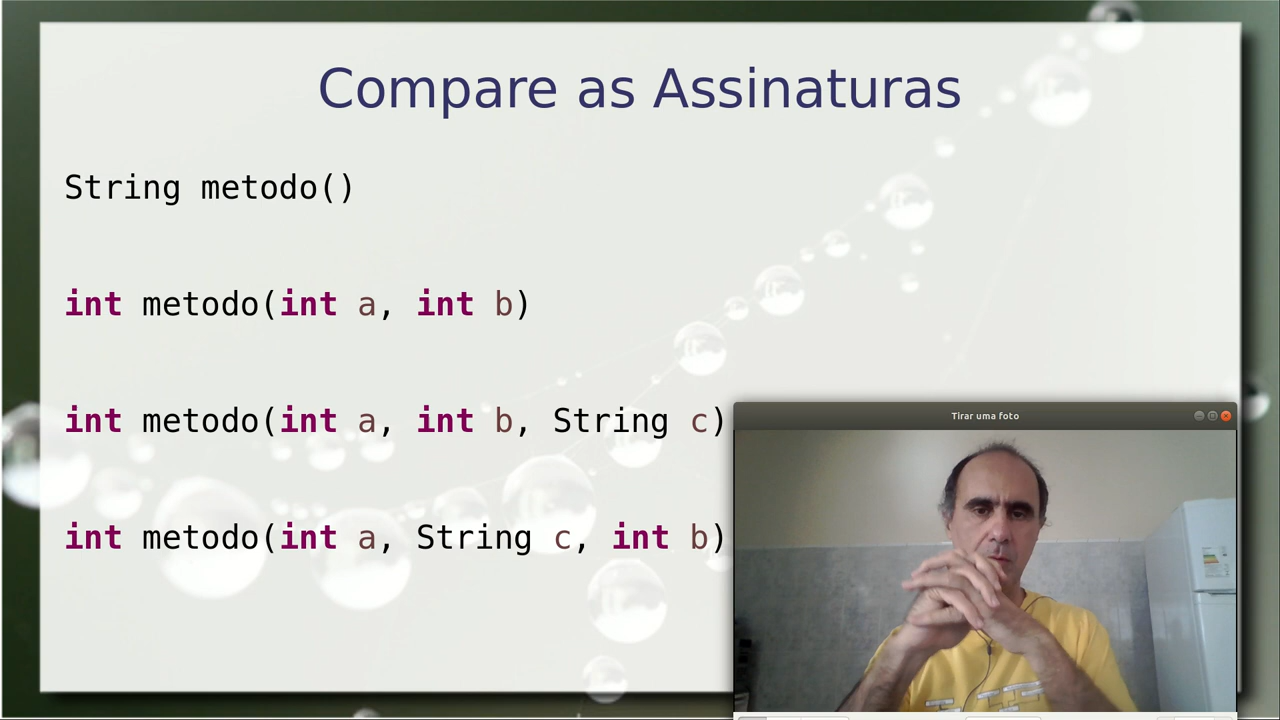 Compare as Assinaturas
String metodo()
int metodo(int a, int b)
int metodo(int a, int b, String c)
int metodo(int a, String c, int b)
Tirar uma foto